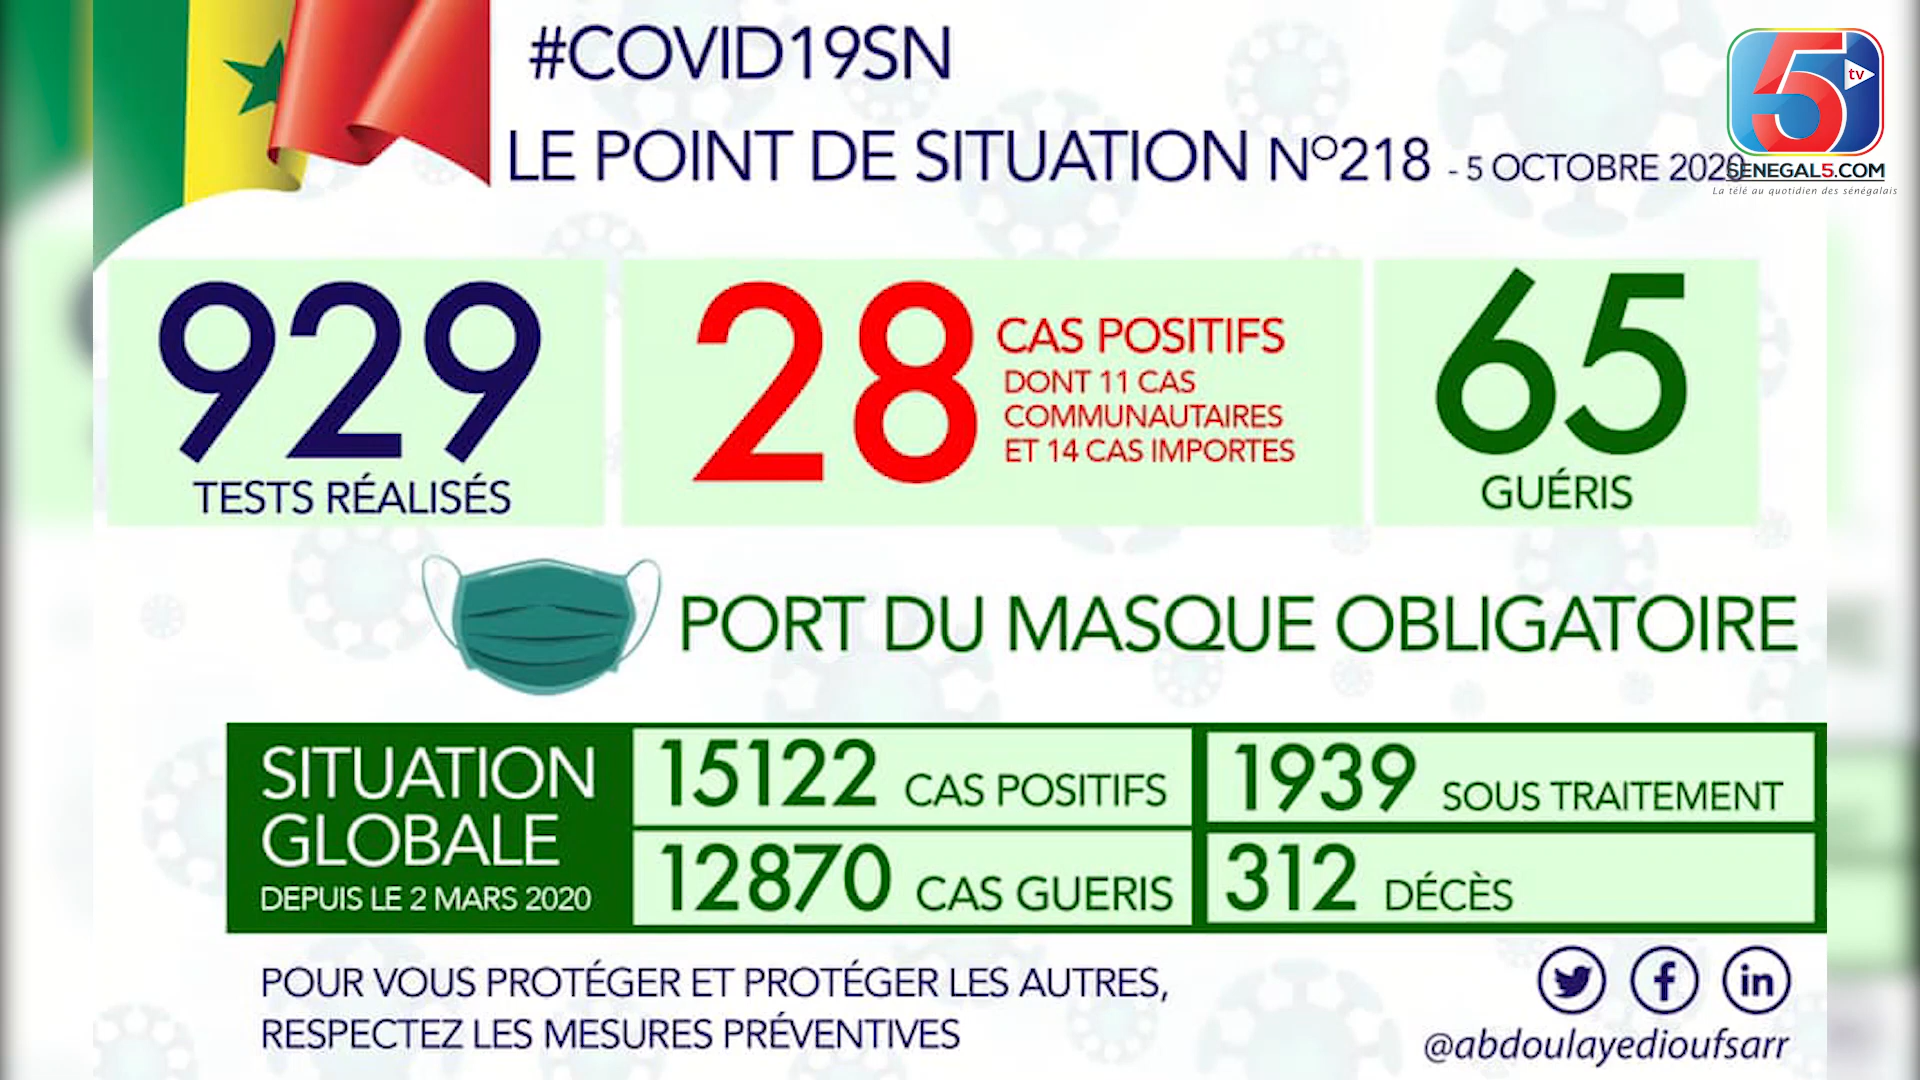 #COVID19SN
LE POINT DE SITUATION Nº218 - 5 OCTOBRE 2020
5 tv
SENEGAL5.COM
La télé au quotidien des sénégalais
929
TESTS RÉALISÉS
28
CAS POSITIFS
DONT 11 CAS
COMMUNAUTAIRES
ET 14 CAS IMPORTES
65
GUÉRIS
PORT DU MASQUE OBLIGATOIRE
SITUATION
GLOBALE
DEPUIS LE 2 MARS 2020
15122 CAS POSITIFS
1939 SOUS TRAITEMENT
12870 CAS GUERIS
312 DÉCÈS
POUR VOUS PROTÉGER ET PROTÉGER LES AUTRES,
RESPECTEZ LES MESURES PRÉVENTIVES
@abdoulayedioufsarr